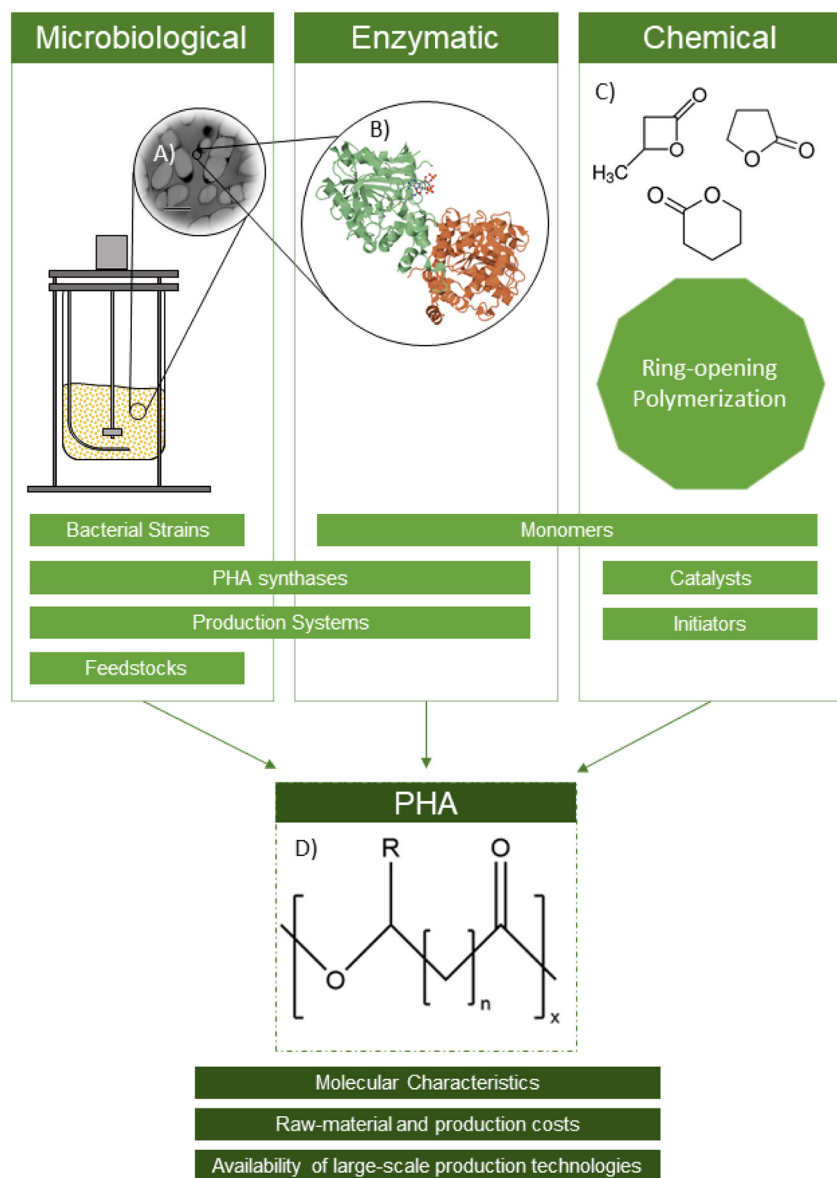 Microbiological
Enzymatic
Chemical
A)
B)
C)
O
O
H₃C
O
O
O
O
Ring-opening
Polymerization
Bacterial Strains
Monomers
PHA synthases
Catalysts
Production Systems
Initiators
Feedstocks
PHA
D)
R
O
O
n
x
Molecular Characteristics
Raw-material and production costs
Availability of large-scale production technologies